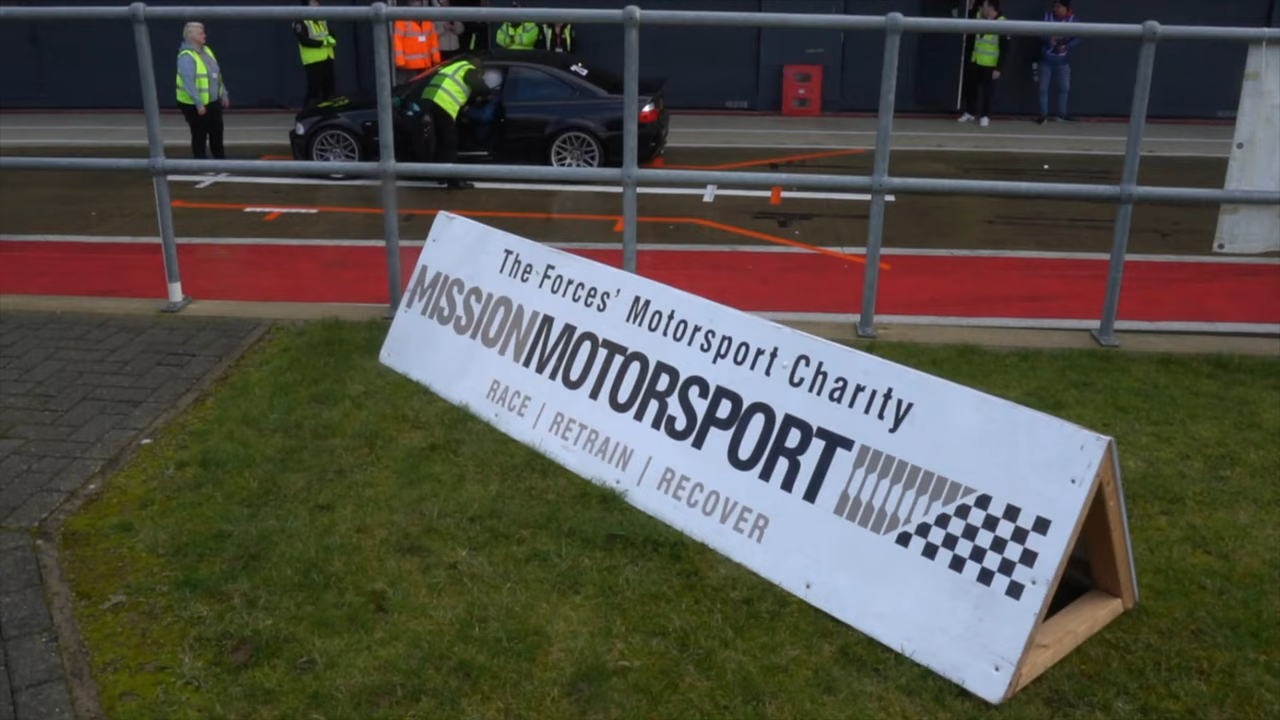 The Forces' Motorsport Charity
MISSIONMOTORSPORT
RACE | RETRAIN | RECOVER